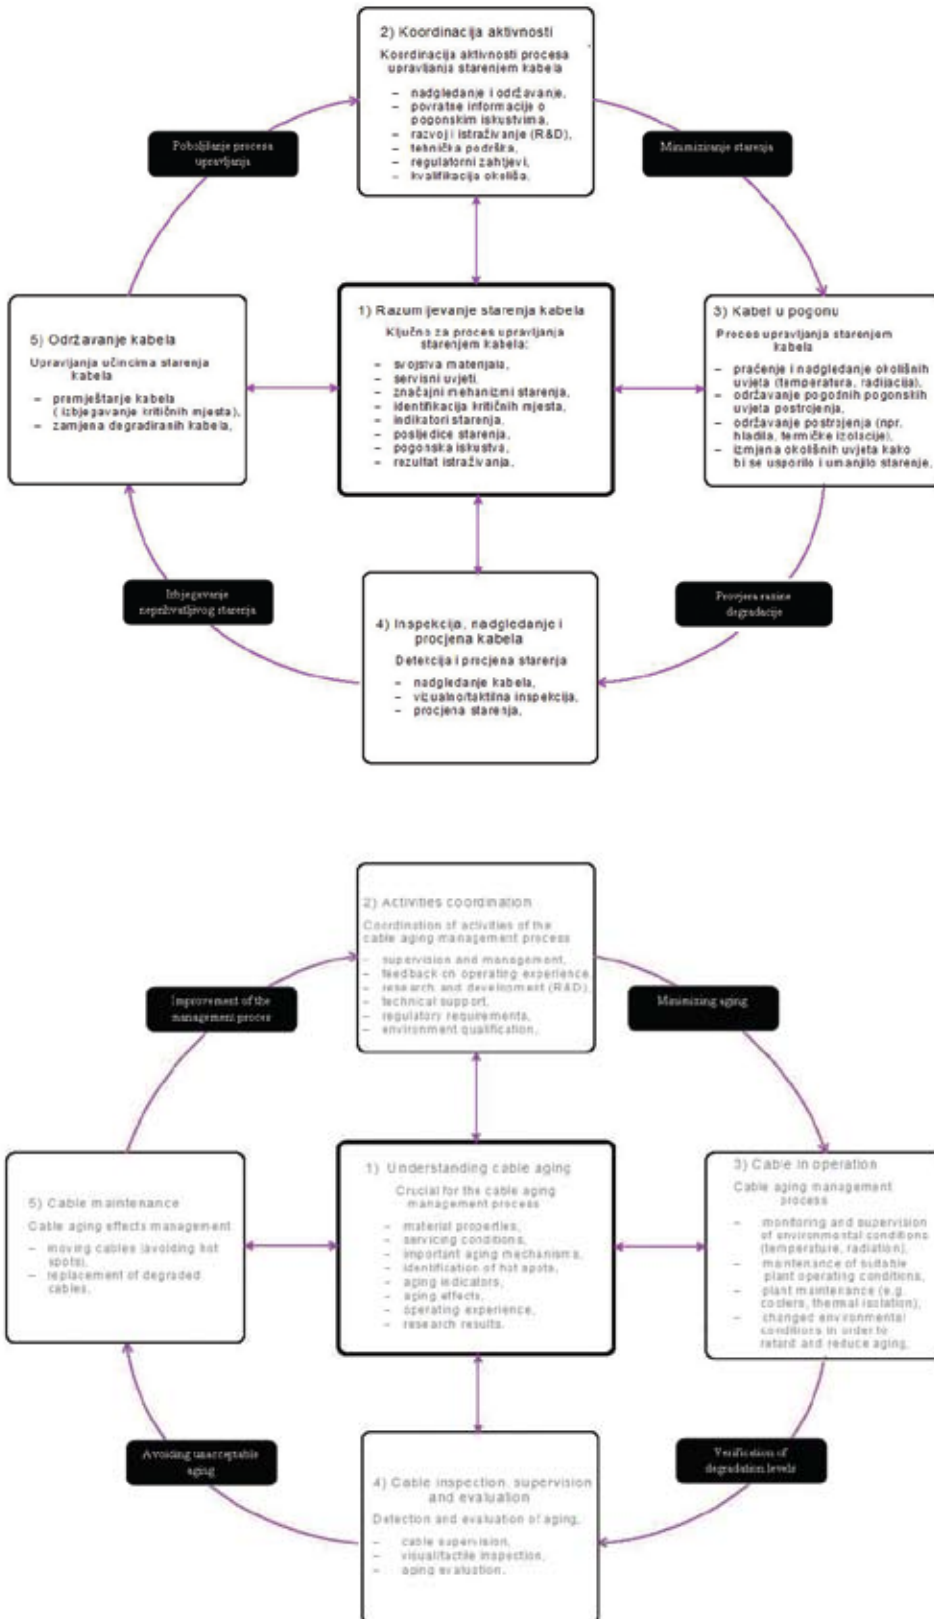 2) Koordinacija aktivnosti
Koordinacija aktivnosti procesa
upravljanja starenjem kabela
– nadgledanje i održavanje,
– povratne informacije o
pogonskim iskustvima,
– razvoj i istraživanje (R&D),
– tehnička podrška,
– regulatorni zahtjevi,
– kvalifikacija okoliša.
Poboljšanje procesa
upravljanja
Minimiziranje starenja
5) Održavanje kabela
Upravljanja učincima starenja
kabela
– premještanje kabela
( izbjegavanje kritičnih mjesta),
– zamjena degradiranih kabela,
1) Razumijevanje starenja kabela
Ključno za proces upravljanja
starenjem kabela:
– svojstva materijala,
– servisni uvjeti,
– značajni mehanizmi starenja,
– identifikacija kritičnih mjesta,
– indikatori starenja,
– posljedice starenja,
– pogonska iskustva,
– rezultat istraživanja,
3) Kabel u pogonu
Proces upravljanja starenjem
kabela
– praćenje i nadgledanje okolišnih
uvjeta (temperatura, radijacija),
– održavanje pogodnih pogonskih
uvjeta postrojenja,
– održavanje postrojenja (npr.
hladila, termičke izolacije),
– izmjena okolišnih uvjeta kako
bi se usporilo i umanjilo starenje,
Izbjegavanje
neprihvatljivog starenja
Provjera razine
degradacije
4) Inspekcija, nadgledanje i
procjena kabela
Detekcija i procjena starenja
– nadgledanje kabela,
– vizualno/taktilna inspekcija,
– procjena starenja,
2) Activities coordination
Coordination of activities of the
cable aging management process
– supervision and management,
– feedback on operating experience,
– research and development (R&D),
– technical support,
– regulatory requirements,
– environment qualification,
Improvement of the
management proces
Minimizing aging
5) Cable maintenance
Cable aging effects management
– moving cables (avoiding hot
spots),
– replacement of degraded
cables,
1) Understanding cable aging
Crucial for the cable aging
management process
– material properties,
– servicing conditions,
– important aging mechanisms,
– identification of hot spots,
– aging indicators,
– aging effects,
– operating experience,
– research results.
3) Cable in operation
Cable aging management
process
– monitoring and supervision
of environmental conditions
(temperature, radiation),
– maintenance of suitable
plant operating conditions,
– plant maintenance (e.g.
coolers, thermal isolation),
– changed environmental
conditions in order to
retard and reduce aging,
Avoiding unacceptable
aging
Verification of
degradation levels
4) Cable inspection, supervision
and evaluation
Detection and evaluation of aging,
– cable supervision,
– visual/tactile inspection,
– aging evaluation.